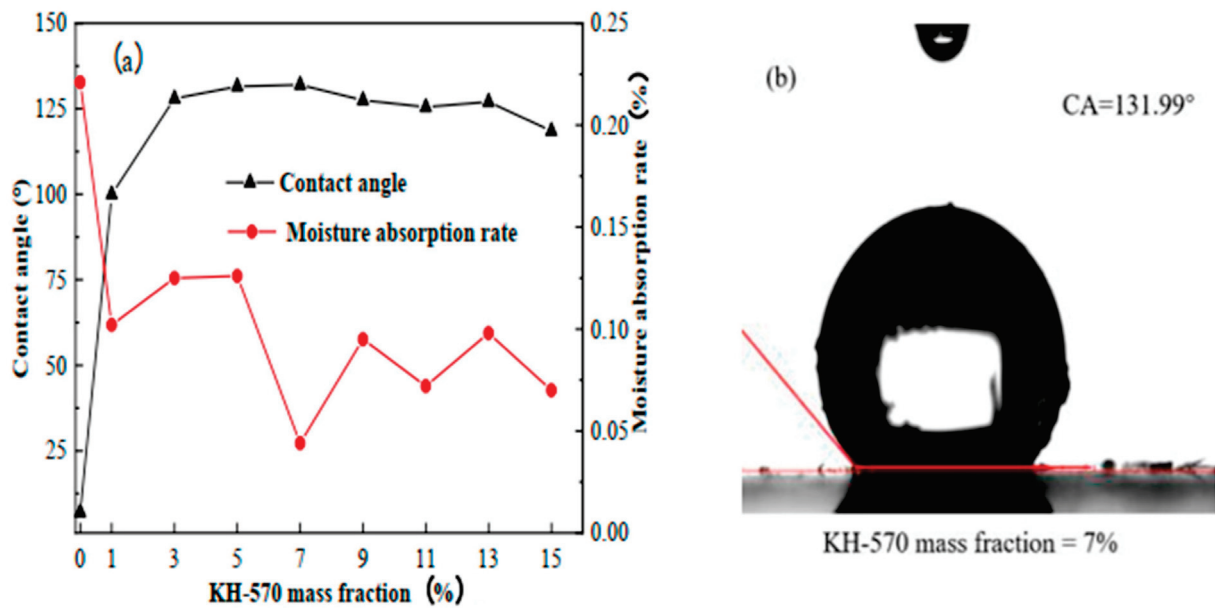 (a)
150
125
100
75
50
25
Contact angle (°)
0.25
0.20
0.15
0.10
0.05
0.00
Moisture absorption rate (%)
Contact angle
Moisture absorption rate
0 1 3 5 7 9 11 13 15
KH-570 mass fraction (%)
(b)
CA=131.99°
KH-570 mass fraction = 7%